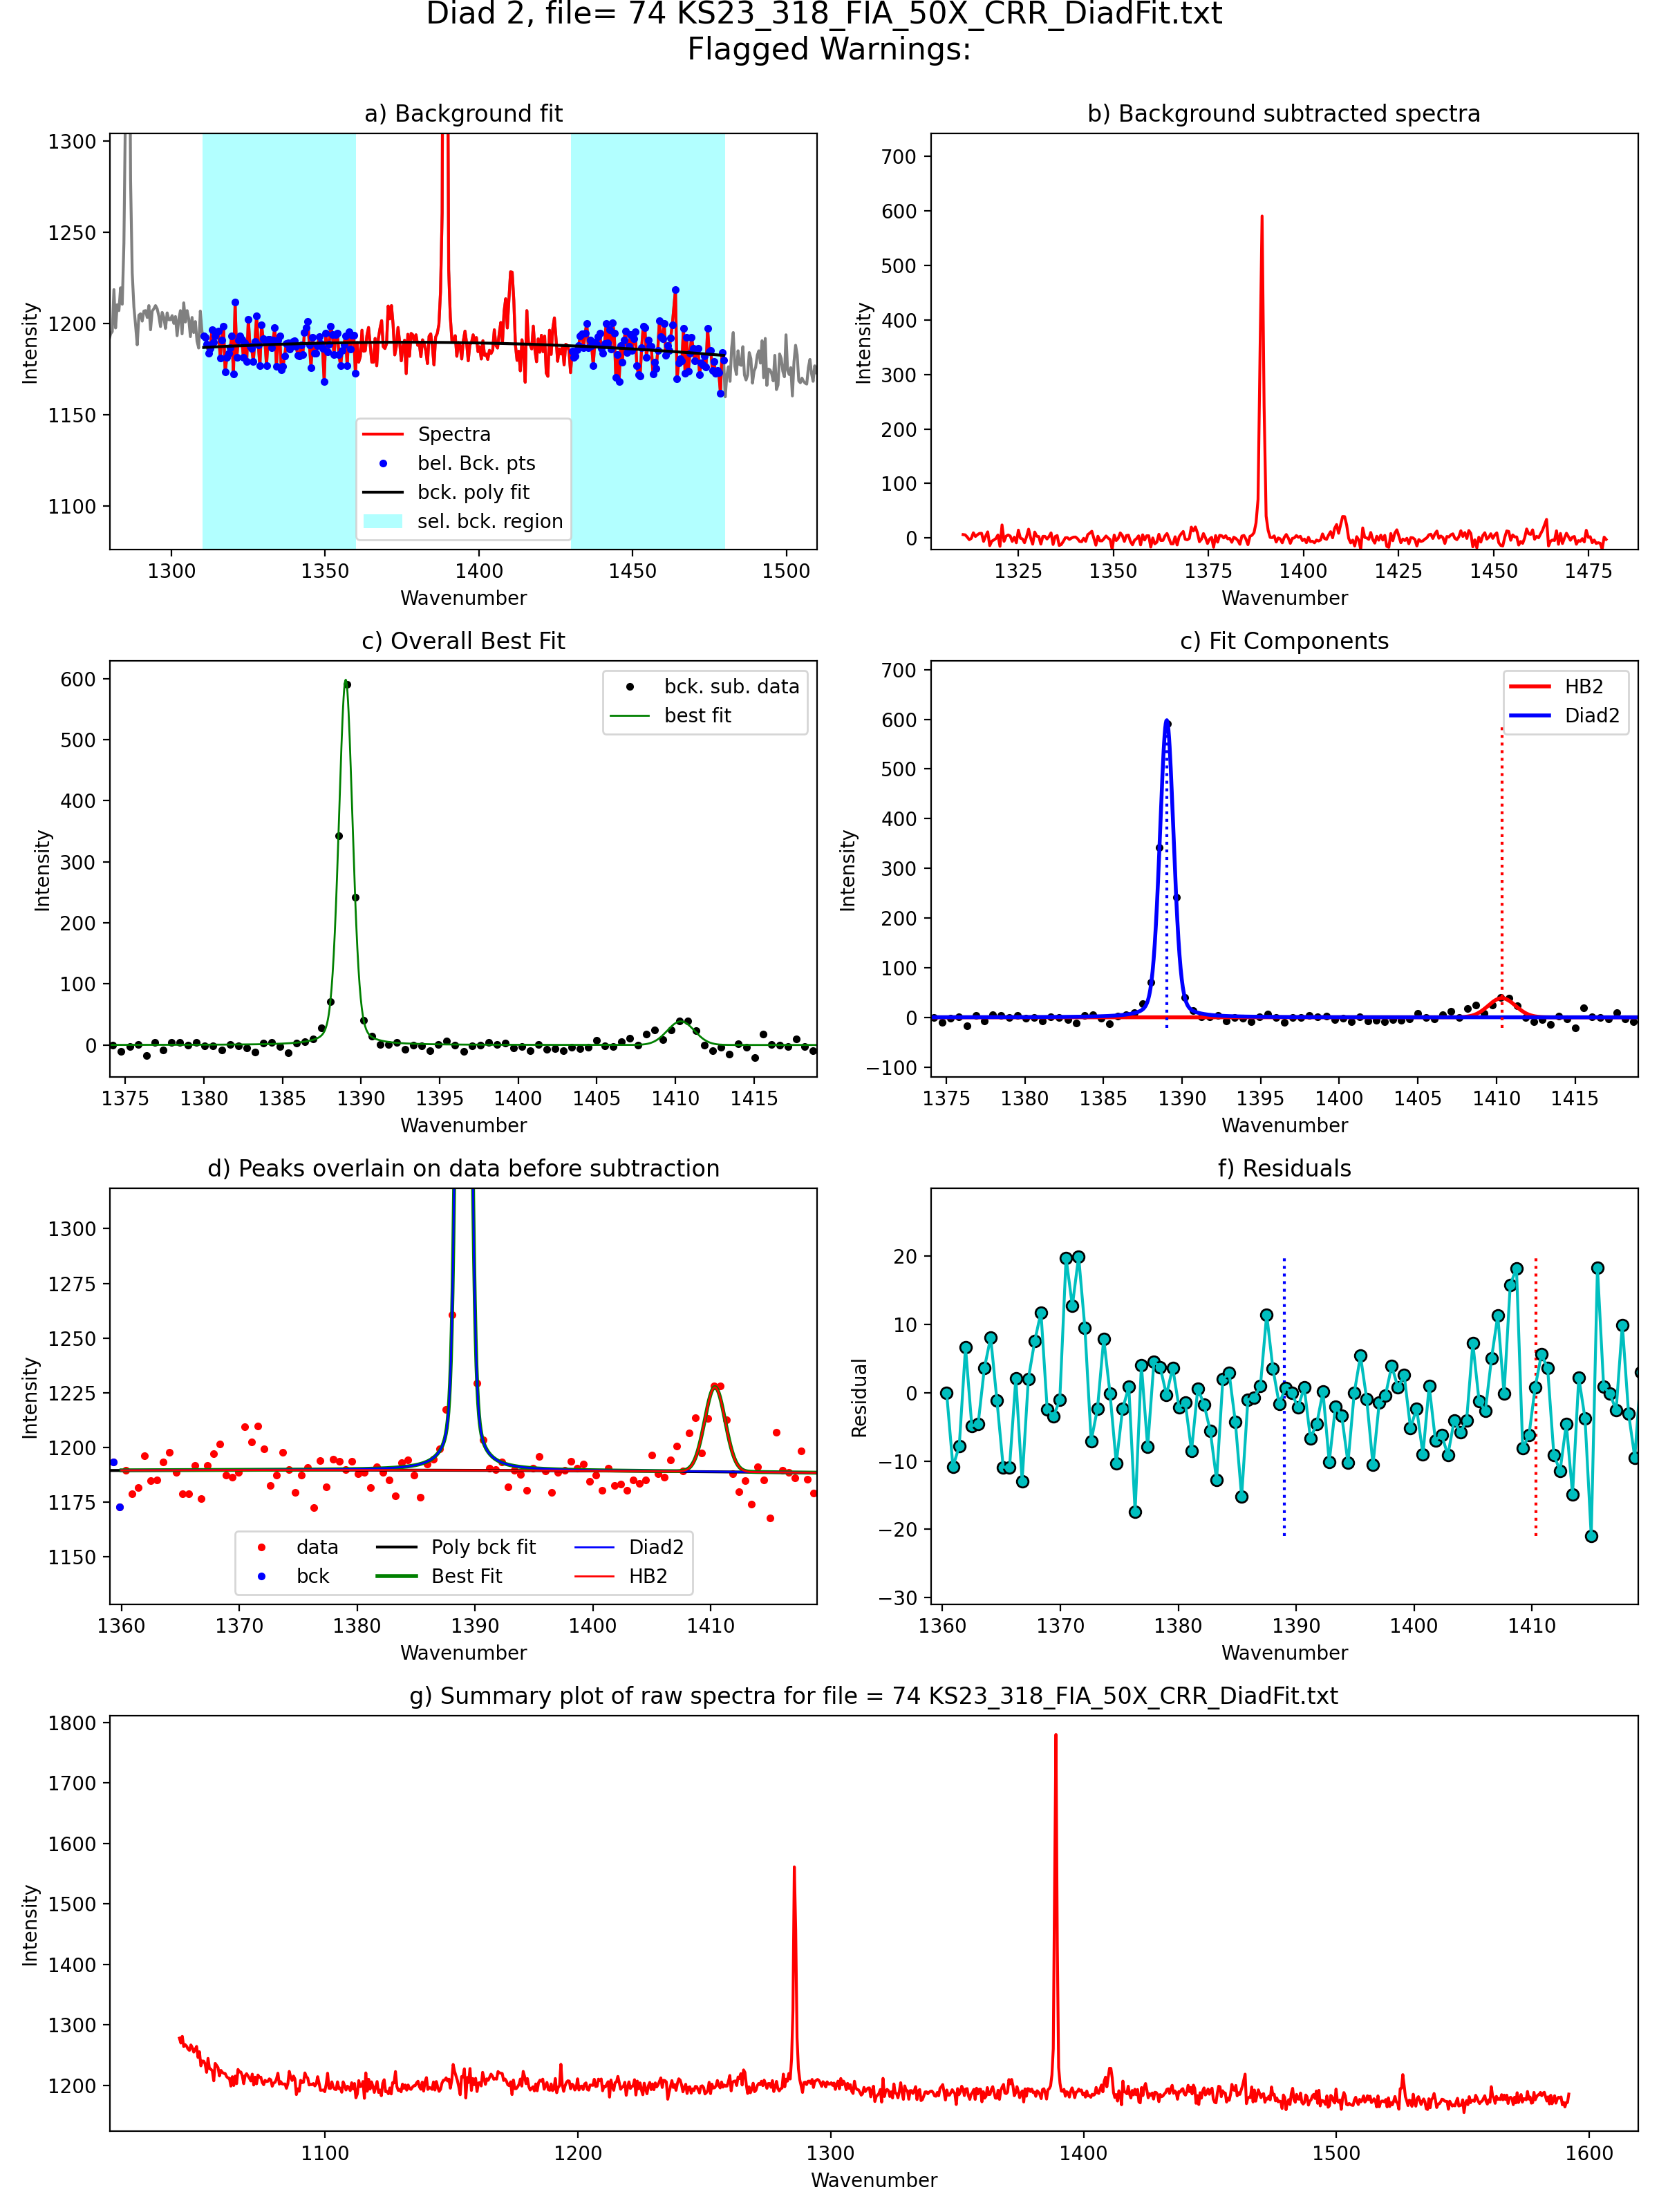 Diad 2, file= 74 KS23_318_FIA_50X_CRR_DiadFit.txt
Flagged Warnings:
a) Background fit
1300
1250
1200
1150
1100
Intensity
Spectra
bel. Bck. pts
bck. poly fit
sel. bck. region
1300 1350 1400 1450 1500
Wavenumber
b) Background subtracted spectra
700
600
500
400
300
200
100
0
Intensity
1325 1350 1375 1400 1425 1450 1475
Wavenumber
c) Overall Best Fit
600
500
400
300
200
100
0
Intensity
bck. sub. data
best fit
1375 1380 1385 1390 1395 1400 1405 1410 1415
Wavenumber
c) Fit Components
700
600
500
400
300
200
100
0
−100
Intensity
HB2
Diad2
1375 1380 1385 1390 1395 1400 1405 1410 1415
Wavenumber
d) Peaks overlain on data before subtraction
1300
1275
1250
1225
1200
1175
1150
Intensity
data
bck
Poly bck fit
Best Fit
Diad2
HB2
1360 1370 1380 1390 1400 1410
Wavenumber
f) Residuals
20
10
0
−10
−20
−30
Residual
1360 1370 1380 1390 1400 1410
Wavenumber
g) Summary plot of raw spectra for file = 74 KS23_318_FIA_50X_CRR_DiadFit.txt
1800
1700
1600
1500
1400
1300
1200
Intensity
1100 1200 1300 1400 1500 1600
Wavenumber